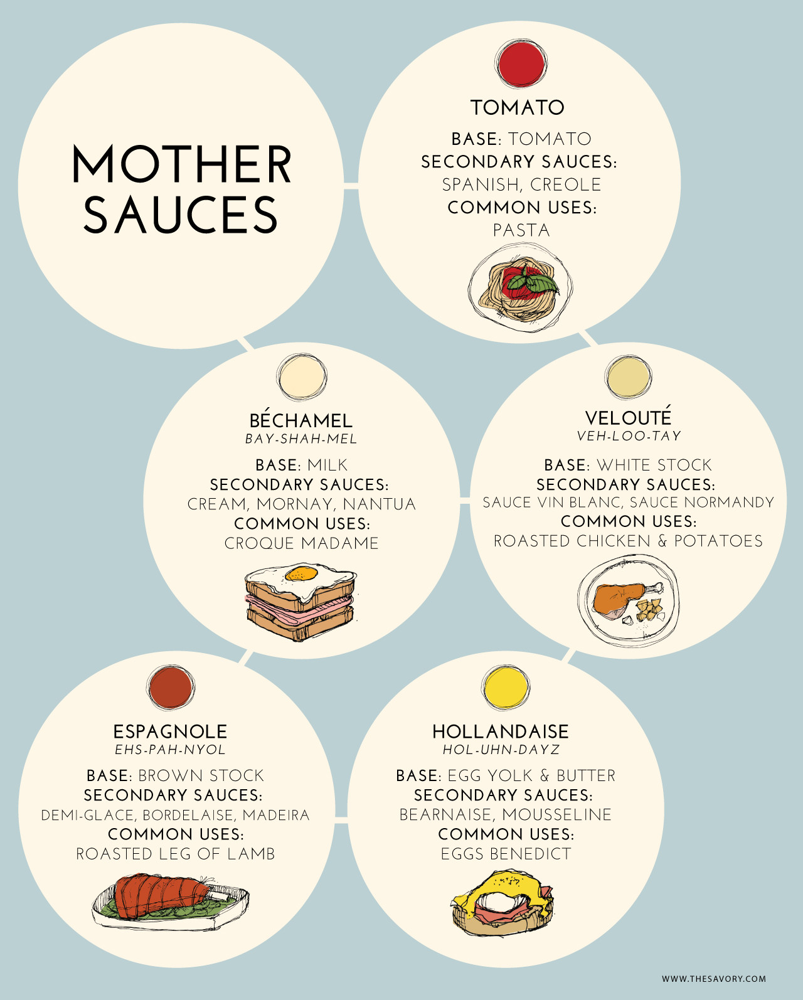 MOTHER
SAUCES
TOMATO
BASE: TOMATO
SECONDARY SAUCES:
SPANISH, CREOLE
COMMON USES:
PASTA
BÉCHAMEL
BAY-SHAH-MEL
BASE: MILK
SECONDARY SAUCES:
CREAM, MORNAY, NANTUA
COMMON USES:
CROQUE MADAME
VELOUTÉ
VEH-LOO-TAY
BASE: WHITE STOCK
SECONDARY SAUCES:
SAUCE VIN BLANC, SAUCE NORMANDY
COMMON USES:
ROASTED CHICKEN & POTATOES
ESPAGNOLE
EHS-PAH-NYOL
BASE: BROWN STOCK
SECONDARY SAUCES:
DEMI-GLACE, BORDELAISE, MADEIRA
COMMON USES:
ROASTED LEG OF LAMB
HOLLANDAISE
HOL-UHN-DAYZ
BASE: EGG YOLK & BUTTER
SECONDARY SAUCES:
BEARNAISE, MOUSSELINE
COMMON USES:
EGGS BENEDICT
WWW.THESAVORY.COM